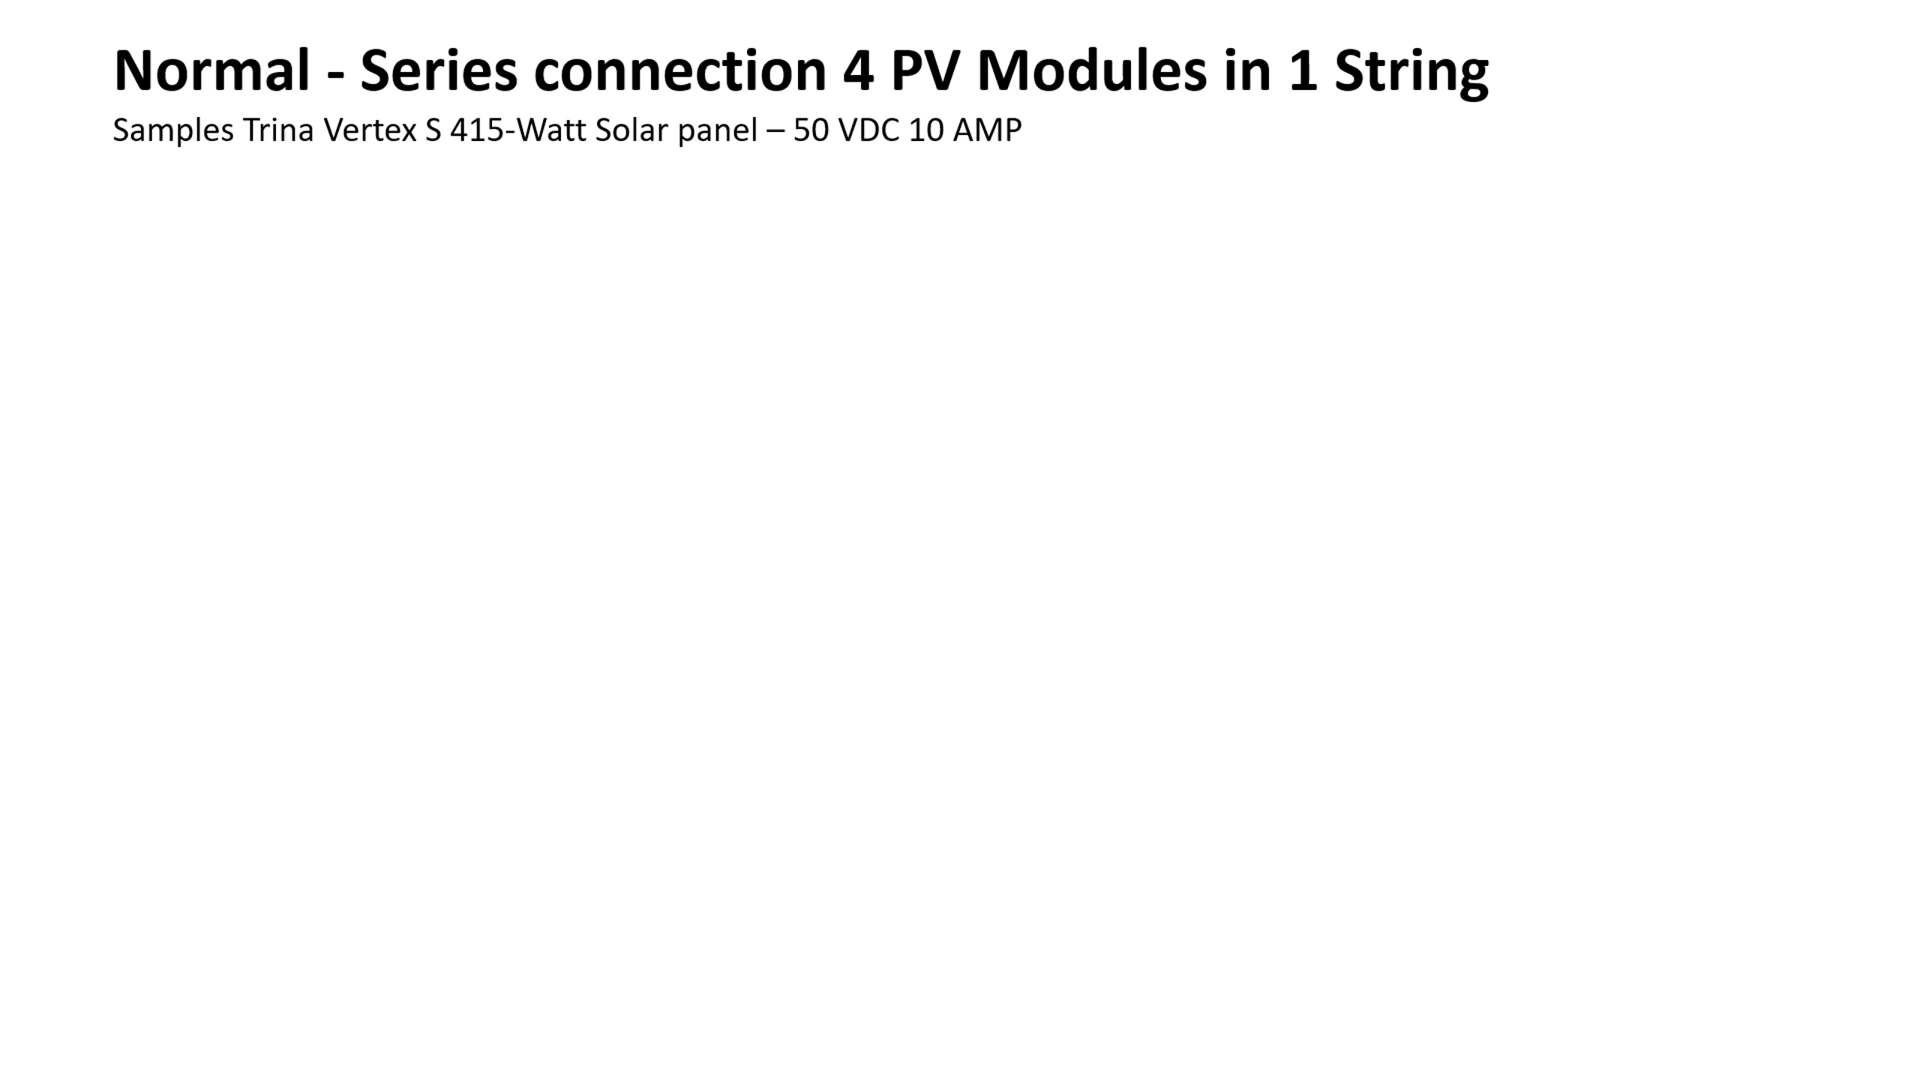 Normal - Series connection 4 PV Modules in 1 String
Samples Trina Vertex S 415-Watt Solar panel – 50 VDC 10 AMP